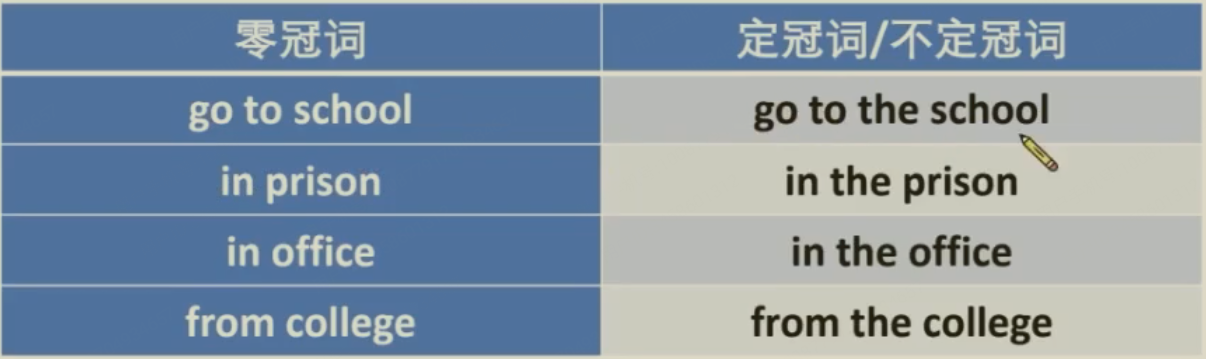 零冠词 定冠词/不定冠词
go to school go to the school
in prison in the prison
in office in the office
from college from the college